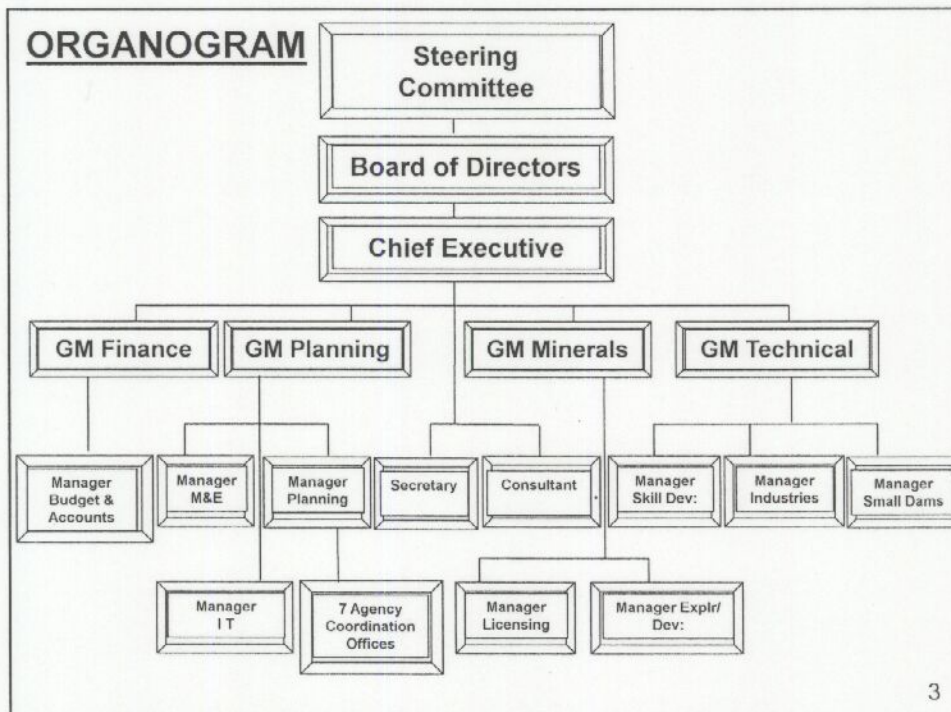 ORGANOGRAM
Steering
Committee
Board of Directors
Chief Executive
GM Finance
GM Planning
GM Minerals
GM Technical
Manager
Budget &
Accounts
Manager
M&E
Manager
Planning
Secretary
Consultant
Manager
Skill Dev:
Manager
Industries
Manager
Small Dams
Manager
I T
7 Agency
Coordination
Offices
Manager
Licensing
Manager Explr/
Dev:
3